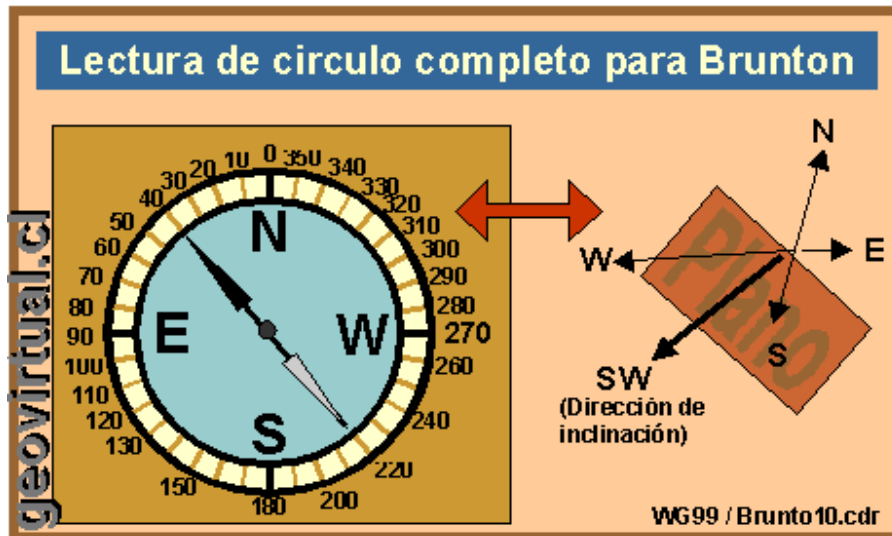 Lectura de circulo completo para Brunton
geovirtual.cl
0
350
340
330
320
310
300
290
280
270
260
240
220
200
180
150
130
120
110
100
90
80
70
60
50
40
30
20
10
N
E
W
S
N
W
E
S
Plano
SW
(Dirección de
inclinación)
WG99 / Brunto10.cdr